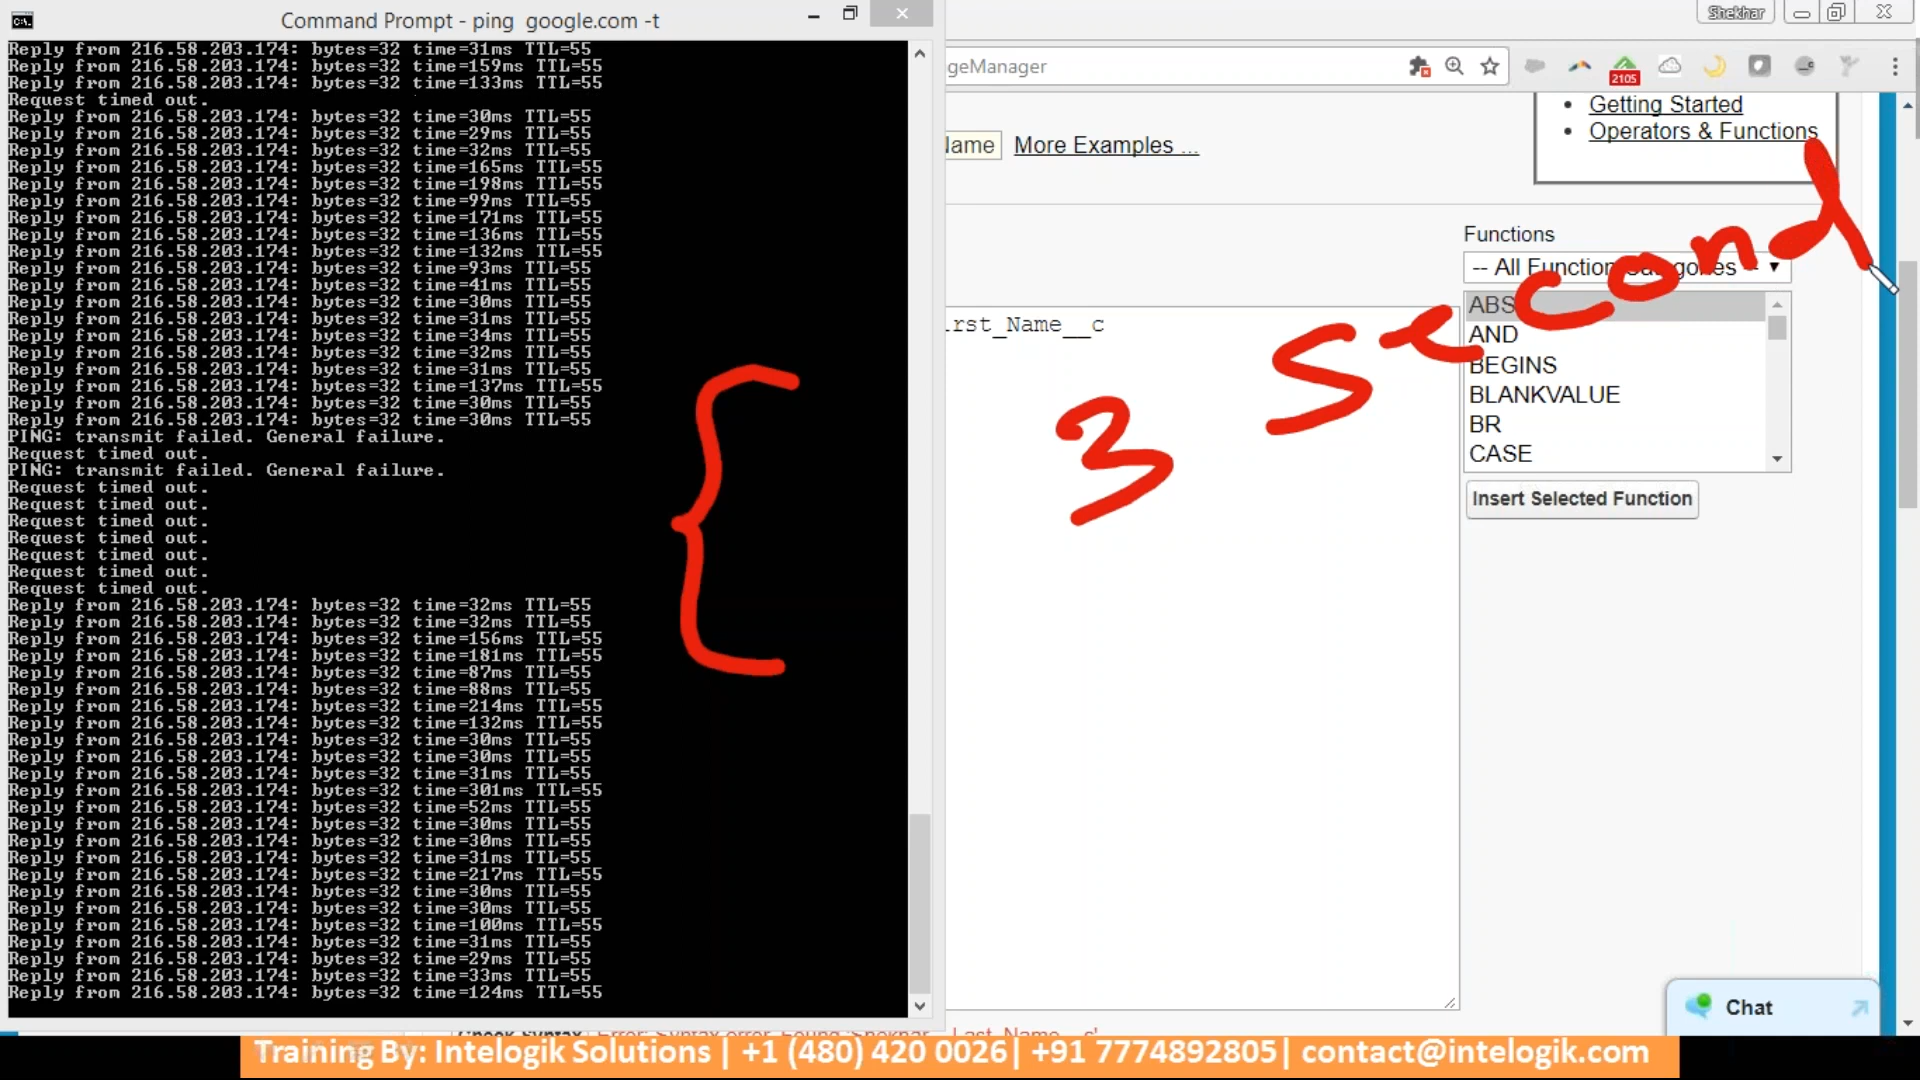 Command Prompt - ping  google.com -t
Reply from 216.58.203.174: bytes=32 time=31ms TTL=55
Reply from 216.58.203.174: bytes=32 time=159ms TTL=55
Reply from 216.58.203.174: bytes=32 time=133ms TTL=55
Request timed out.
Reply from 216.58.203.174: bytes=32 time=30ms TTL=55
Reply from 216.58.203.174: bytes=32 time=29ms TTL=55
Reply from 216.58.203.174: bytes=32 time=32ms TTL=55
Reply from 216.58.203.174: bytes=32 time=165ms TTL=55
Reply from 216.58.203.174: bytes=32 time=198ms TTL=55
Reply from 216.58.203.174: bytes=32 time=99ms TTL=55
Reply from 216.58.203.174: bytes=32 time=171ms TTL=55
Reply from 216.58.203.174: bytes=32 time=136ms TTL=55
Reply from 216.58.203.174: bytes=32 time=132ms TTL=55
Reply from 216.58.203.174: bytes=32 time=93ms TTL=55
Reply from 216.58.203.174: bytes=32 time=41ms TTL=55
Reply from 216.58.203.174: bytes=32 time=30ms TTL=55
Reply from 216.58.203.174: bytes=32 time=31ms TTL=55
Reply from 216.58.203.174: bytes=32 time=34ms TTL=55
Reply from 216.58.203.174: bytes=32 time=32ms TTL=55
Reply from 216.58.203.174: bytes=32 time=31ms TTL=55
Reply from 216.58.203.174: bytes=32 time=137ms TTL=55
Reply from 216.58.203.174: bytes=32 time=30ms TTL=55
Reply from 216.58.203.174: bytes=32 time=30ms TTL=55
PING: transmit failed. General failure.
Request timed out.
PING: transmit failed. General failure.
Request timed out.
Request timed out.
Request timed out.
Request timed out.
Request timed out.
Request timed out.
Request timed out.
Reply from 216.58.203.174: bytes=32 time=32ms TTL=55
Reply from 216.58.203.174: bytes=32 time=32ms TTL=55
Reply from 216.58.203.174: bytes=32 time=156ms TTL=55
Reply from 216.58.203.174: bytes=32 time=181ms TTL=55
Reply from 216.58.203.174: bytes=32 time=87ms TTL=55
Reply from 216.58.203.174: bytes=32 time=88ms TTL=55
Reply from 216.58.203.174: bytes=32 time=214ms TTL=55
Reply from 216.58.203.174: bytes=32 time=132ms TTL=55
Reply from 216.58.203.174: bytes=32 time=30ms TTL=55
Reply from 216.58.203.174: bytes=32 time=30ms TTL=55
Reply from 216.58.203.174: bytes=32 time=31ms TTL=55
Reply from 216.58.203.174: bytes=32 time=301ms TTL=55
Reply from 216.58.203.174: bytes=32 time=52ms TTL=55
Reply from 216.58.203.174: bytes=32 time=30ms TTL=55
Reply from 216.58.203.174: bytes=32 time=30ms TTL=55
Reply from 216.58.203.174: bytes=32 time=31ms TTL=55
Reply from 216.58.203.174: bytes=32 time=217ms TTL=55
Reply from 216.58.203.174: bytes=32 time=30ms TTL=55
Reply from 216.58.203.174: bytes=32 time=30ms TTL=55
Reply from 216.58.203.174: bytes=32 time=100ms TTL=55
Reply from 216.58.203.174: bytes=32 time=31ms TTL=55
Reply from 216.58.203.174: bytes=32 time=29ms TTL=55
Reply from 216.58.203.174: bytes=32 time=33ms TTL=55
Reply from 216.58.203.174: bytes=32 time=124ms TTL=55
Shekhar
geManager
2105
Getting Started
Operators & Functions
Name More Examples ...
Functions
-- All Function Categories --
rst_Name__c
ABS
AND
BEGINS
BLANKVALUE
BR
CASE
Insert Selected Function
3 second
Chat
Check Syntax Error: Syntax error. Found 'Shekhar Last_Name__c'
Training By: Intelogik Solutions | +1 (480) 420 0026| +91 7774892805| contact@intelogik.com